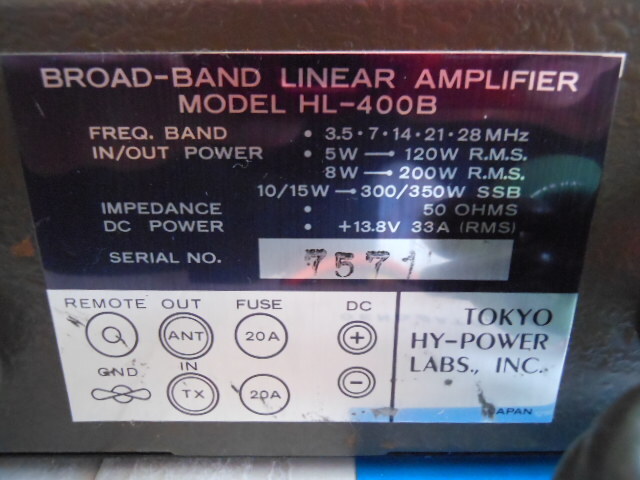 BROAD-BAND LINEAR AMPLIFIER
MODEL HL-400B
FREQ. BAND • 3.5·7·14·21·28MHz
IN/OUT POWER • 5W → 120W R.M.S.
8W → 200W R.M.S.
10/15W → 300/350W SSB
IMPEDANCE • 50 OHMS
DC POWER • +13.8V 33A (RMS)
SERIAL NO. 7571
REMOTE OUT FUSE DC
ANT 20A +
GND IN
TX 20A −
TOKYO
HY-POWER
LABS., INC.
JAPAN